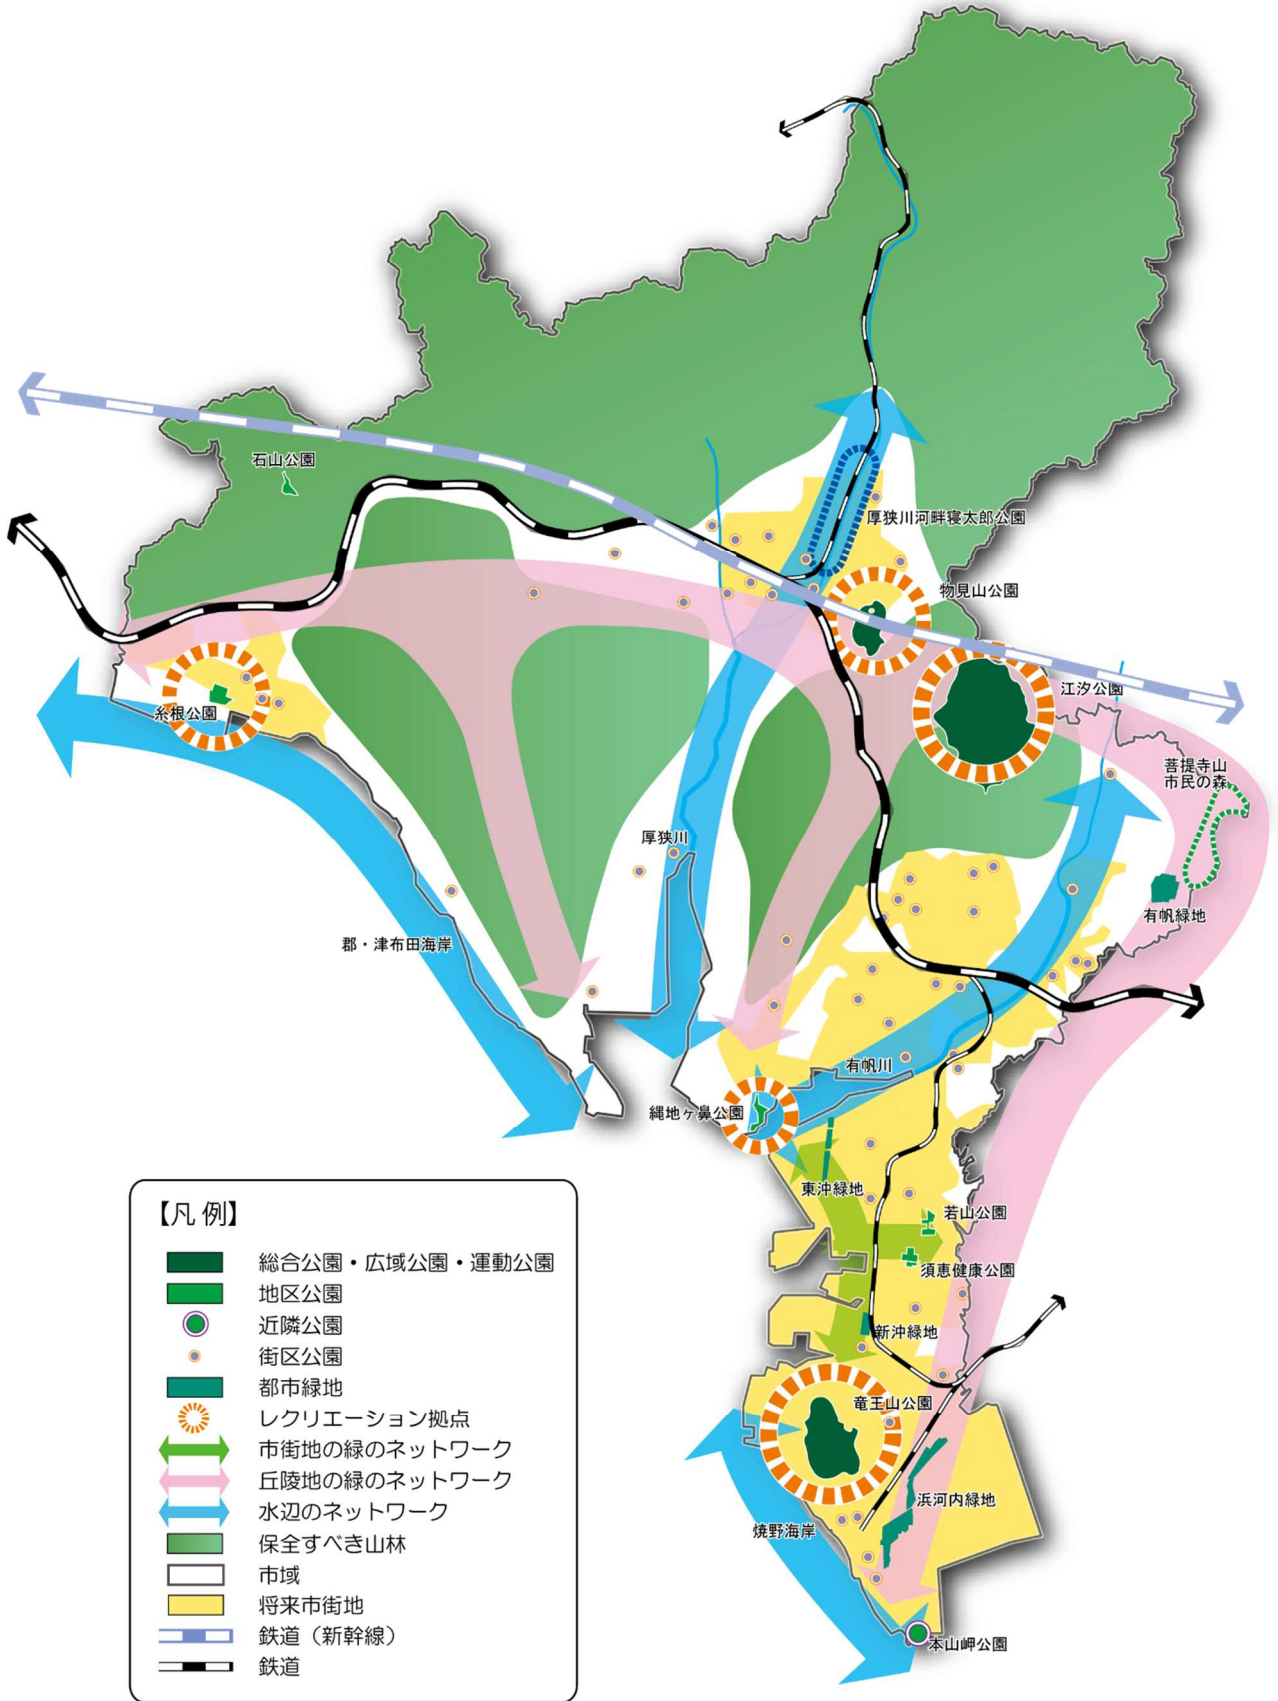 石山公園
厚狭川河畔寝太郎公園
物見山公園
江汐公園
糸根公園
菩提寺山
市民の森
厚狭川
有帆緑地
郡・津布田海岸
有帆川
縄地ヶ鼻公園
東沖緑地
若山公園
須恵健康公園
新沖緑地
竜王山公園
浜河内緑地
焼野海岸
本山岬公園
【凡 例】
総合公園・広域公園・運動公園
地区公園
近隣公園
街区公園
都市緑地
レクリエーション拠点
市街地の緑のネットワーク
丘陵地の緑のネットワーク
水辺のネットワーク
保全すべき山林
市域
将来市街地
鉄道（新幹線）
鉄道